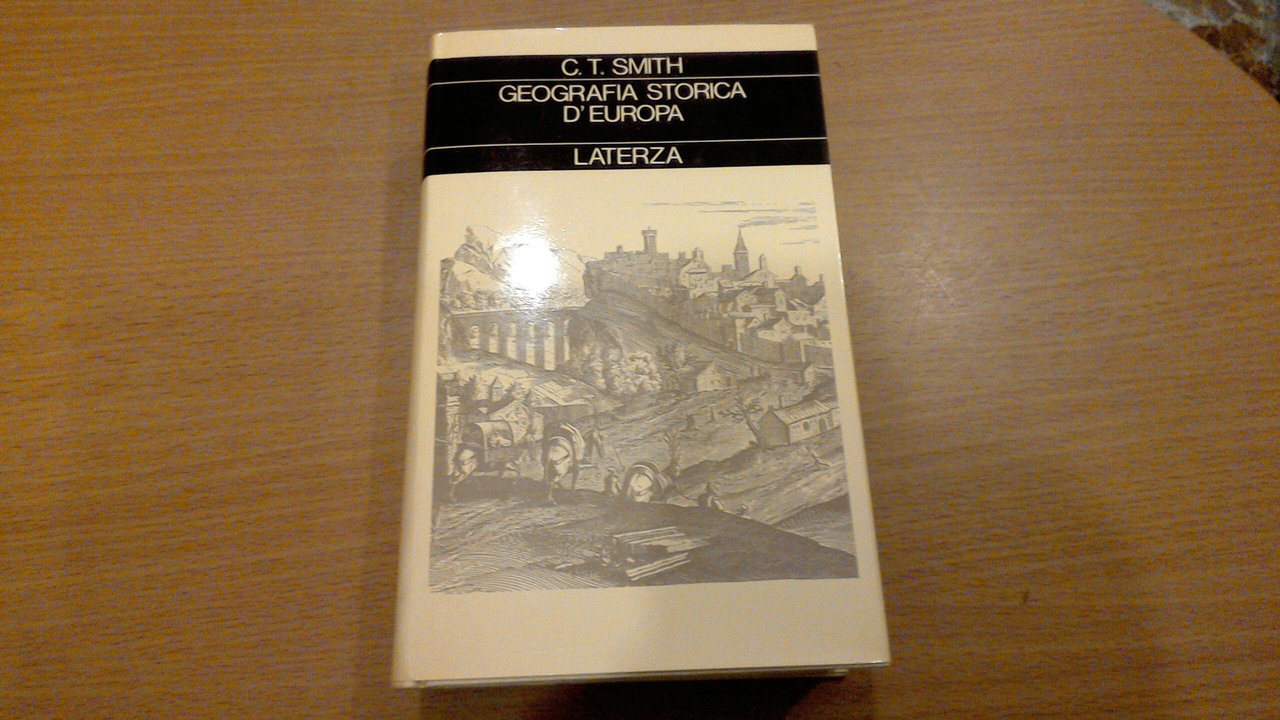 C. T. SMITH
GEOGRAFIA STORICA
D'EUROPA
LATERZA